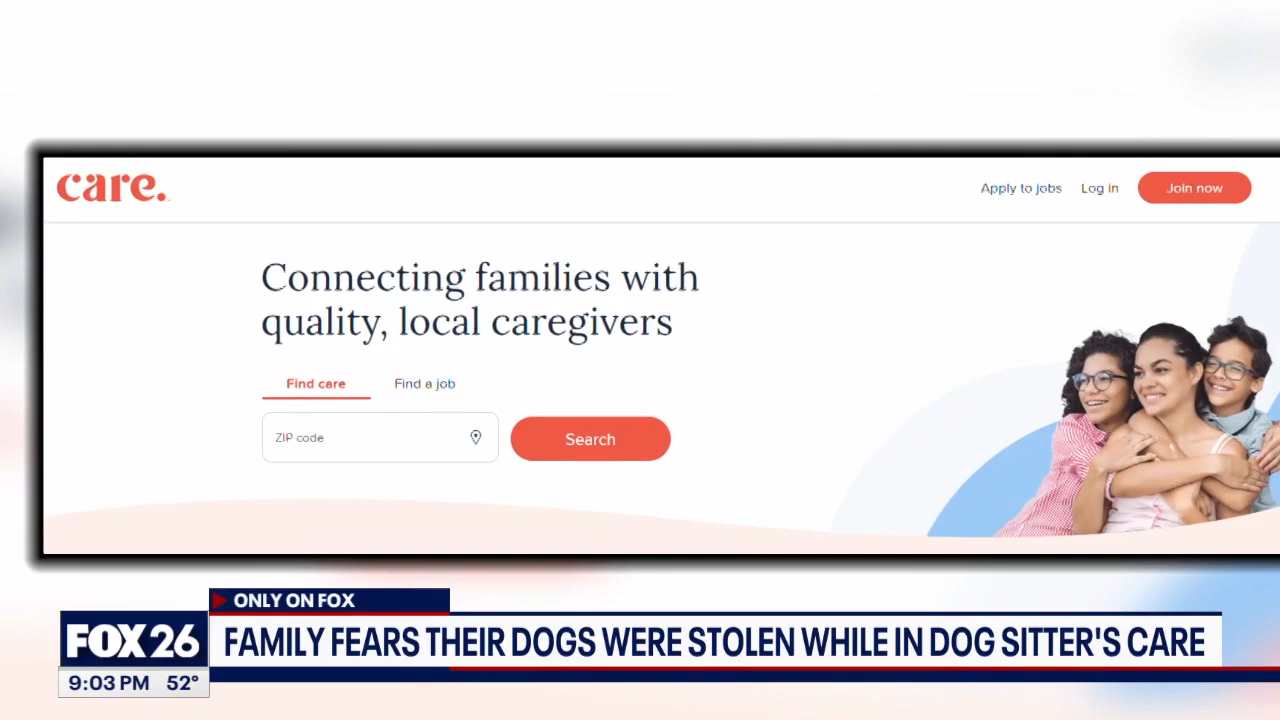 care.
Apply to jobs
Log in
Join now
Connecting families with
quality, local caregivers
Find care
Find a job
ZIP code
Search
ONLY ON FOX
FOX 26
FAMILY FEARS THEIR DOGS WERE STOLEN WHILE IN DOG SITTER'S CARE
9:03 PM 52°